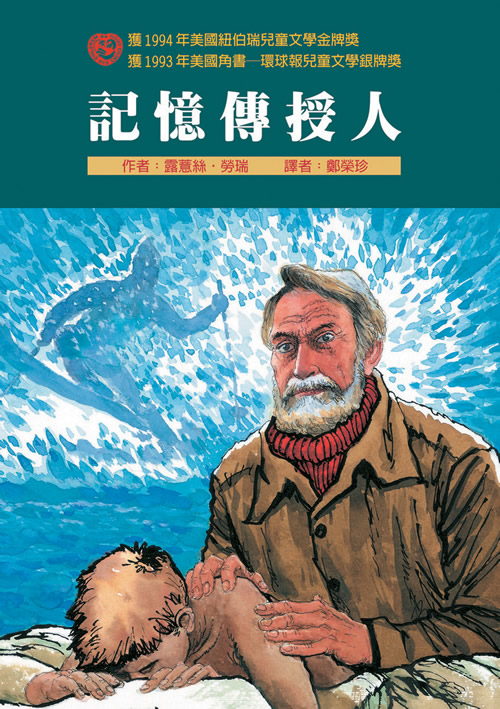 獲1994年美國紐伯瑞兒童文學金牌獎
獲1993年美國角書─環球報兒童文學銀牌獎
記憶傳授人
作者：露薏絲．勞瑞　譯者：鄭榮珍